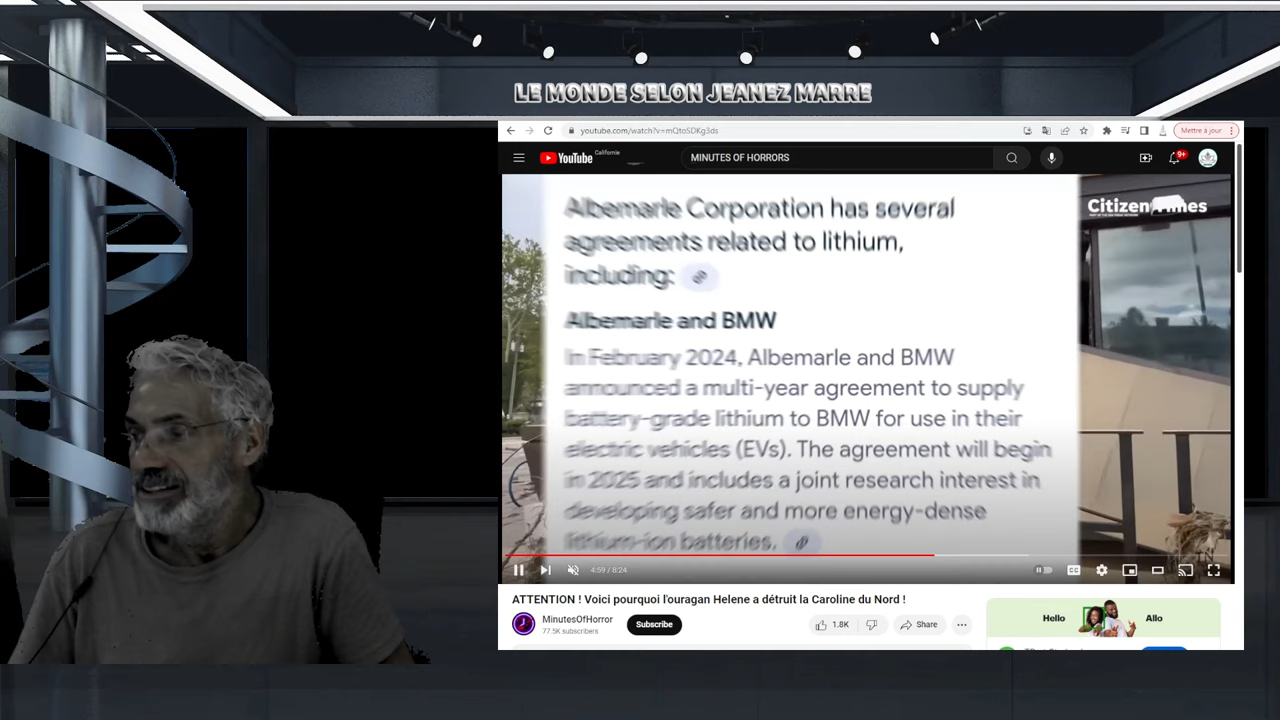 LE MONDE SELON JEANEZ MARRE
youtube.com/watch?v=mQtoSDKg3ds
Mettre à jour
YouTube
Californie
MINUTES OF HORRORS
9+
Albemarle Corporation has several
agreements related to lithium,
including:
Albemarle and BMW
In February 2024, Albemarle and BMW
announced a multi-year agreement to supply
battery-grade lithium to BMW for use in their
electric vehicles (EVs). The agreement will begin
in 2025 and includes a joint research interest in
developing safer and more energy-dense
lithium-ion batteries.
Citizen Times
4:59 / 8:24
CC
ATTENTION ! Voici pourquoi l'ouragan Helene a détruit la Caroline du Nord !
MinutesOfHorror
77.5K subscribers
Subscribe
1.8K
Share
Hello
Allo